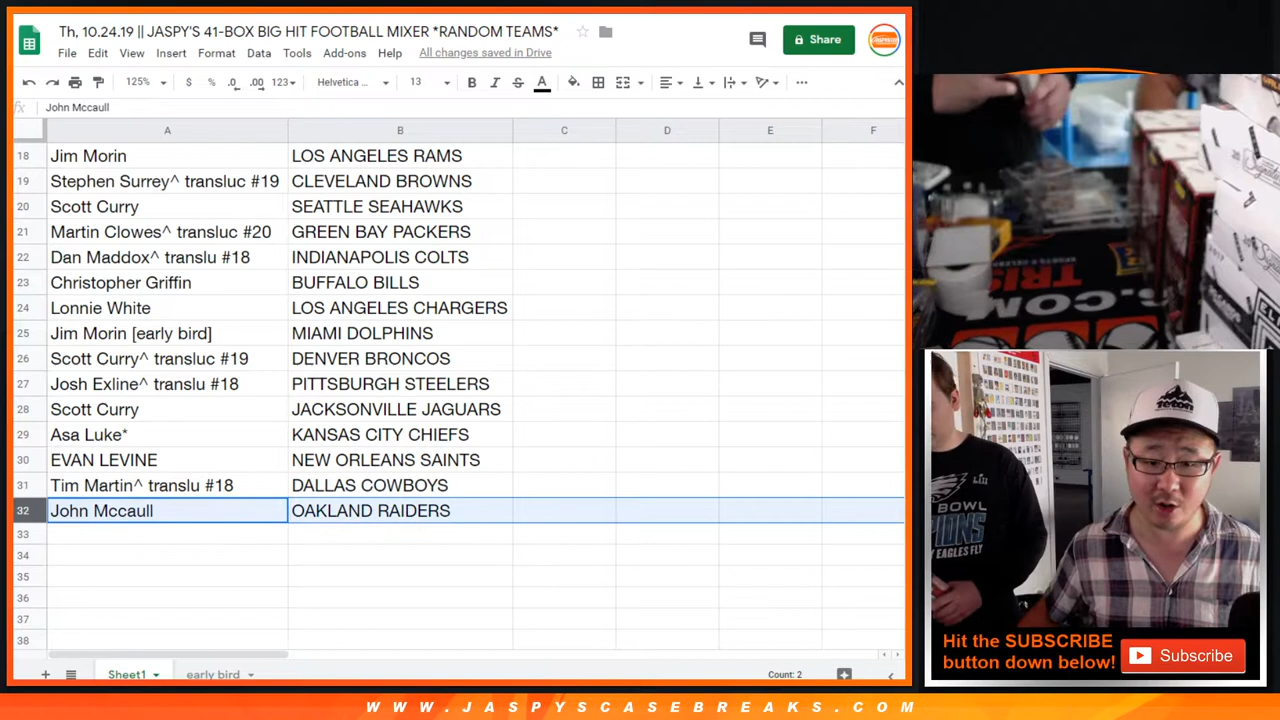 Th, 10.24.19 || JASPY'S 41-BOX BIG HIT FOOTBALL MIXER *RANDOM TEAMS*
File Edit View Insert Format Data Tools Add-ons Help All changes saved in Drive
Share
125% $ % .0 .00 123 Helvetica... 13 B I S A
fx John Mccaull
A B C D E F
18 Jim Morin LOS ANGELES RAMS
19 Stephen Surrey^ transluc #19 CLEVELAND BROWNS
20 Scott Curry SEATTLE SEAHAWKS
21 Martin Clowes^ transluc #20 GREEN BAY PACKERS
22 Dan Maddox^ translu #18 INDIANAPOLIS COLTS
23 Christopher Griffin BUFFALO BILLS
24 Lonnie White LOS ANGELES CHARGERS
25 Jim Morin [early bird] MIAMI DOLPHINS
26 Scott Curry^ transluc #19 DENVER BRONCOS
27 Josh Exline^ translu #18 PITTSBURGH STEELERS
28 Scott Curry JACKSONVILLE JAGUARS
29 Asa Luke* KANSAS CITY CHIEFS
30 EVAN LEVINE NEW ORLEANS SAINTS
31 Tim Martin^ translu #18 DALLAS COWBOYS
32 John Mccaull OAKLAND RAIDERS
33
34
35
36
37
38
Sheet1 early bird Count: 2
Hit the SUBSCRIBE
button down below!
Subscribe
WWW.JASPYSCASEBREAKS.COM